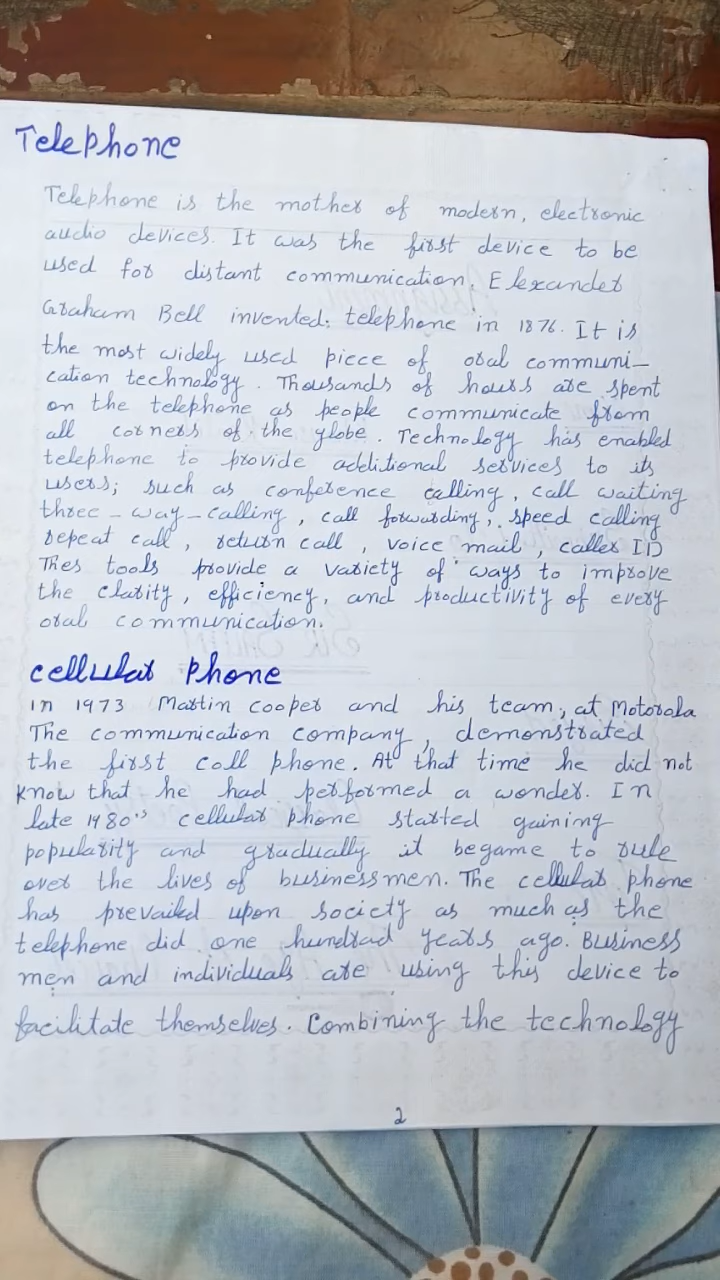 Telephone
Telephone is the mother of modern, electronic
audio devices. It was the first device to be
used for distant communication. Elexander
Graham Bell invented; telephone in 1876. It is
the most widely used piece of oral communi-
cation technology. Thousands of hours are spent
on the telephone as people communicate from
all corners of the globe. Technology has enabled
telephone to provide additional services to its
users; such as conference calling, call waiting
three-way-calling, call forwarding, speed calling
repeat call, return call, voice mail, caller ID
Thes tools provide a variety of ways to improve
the clarity, efficiency, and productivity of every
oral communication.
cellular phone
in 1973 Martin cooper and his team, at Motorola
The communication company, demonstrated
the first coll phone. At that time he did not
know that he had performed a wonder. In
late 1980's cellular phone started gaining
popularity and gradually it begame to rule
over the lives of businessmen. The cellular phone
has prevailed upon society as much as the
telephone did one hundrad years ago. Business
men and individuals are using this device to
facilitate themselves. Combining the technology
2